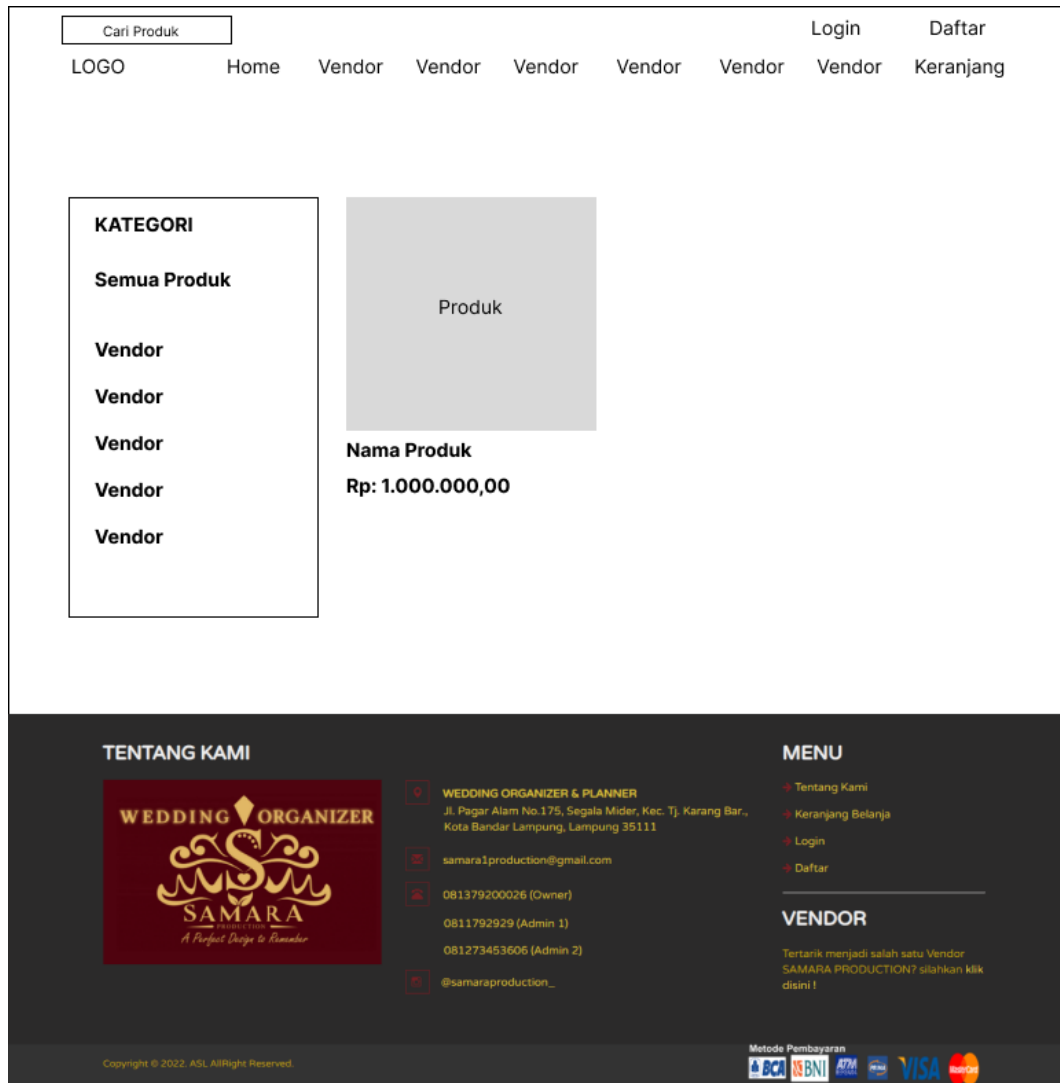 Cari Produk
Login Daftar
LOGO Home Vendor Vendor Vendor Vendor Vendor Vendor Keranjang
KATEGORI
Semua Produk
Vendor
Vendor
Vendor
Vendor
Vendor
Produk
Nama Produk
Rp: 1.000.000,00
TENTANG KAMI
WEDDING ORGANIZER
S
SAMARA
PRODUCTION
A Perfect Design to Remember
WEDDING ORGANIZER & PLANNER
Jl. Pagar Alam No.175, Segala Mider, Kec. Tj. Karang Bar.,
Kota Bandar Lampung, Lampung 35111
samara1production@gmail.com
081379200026 (Owner)
0811792929 (Admin 1)
081273453606 (Admin 2)
@samaraproduction_
MENU
Tentang Kami
Keranjang Belanja
Login
Daftar
VENDOR
Tertarik menjadi salah satu Vendor
SAMARA PRODUCTION? silahkan klik
disini !
Copyright © 2022. ASL AllRight Reserved.
Metode Pembayaran
BCA BNI ATM VISA MasterCard